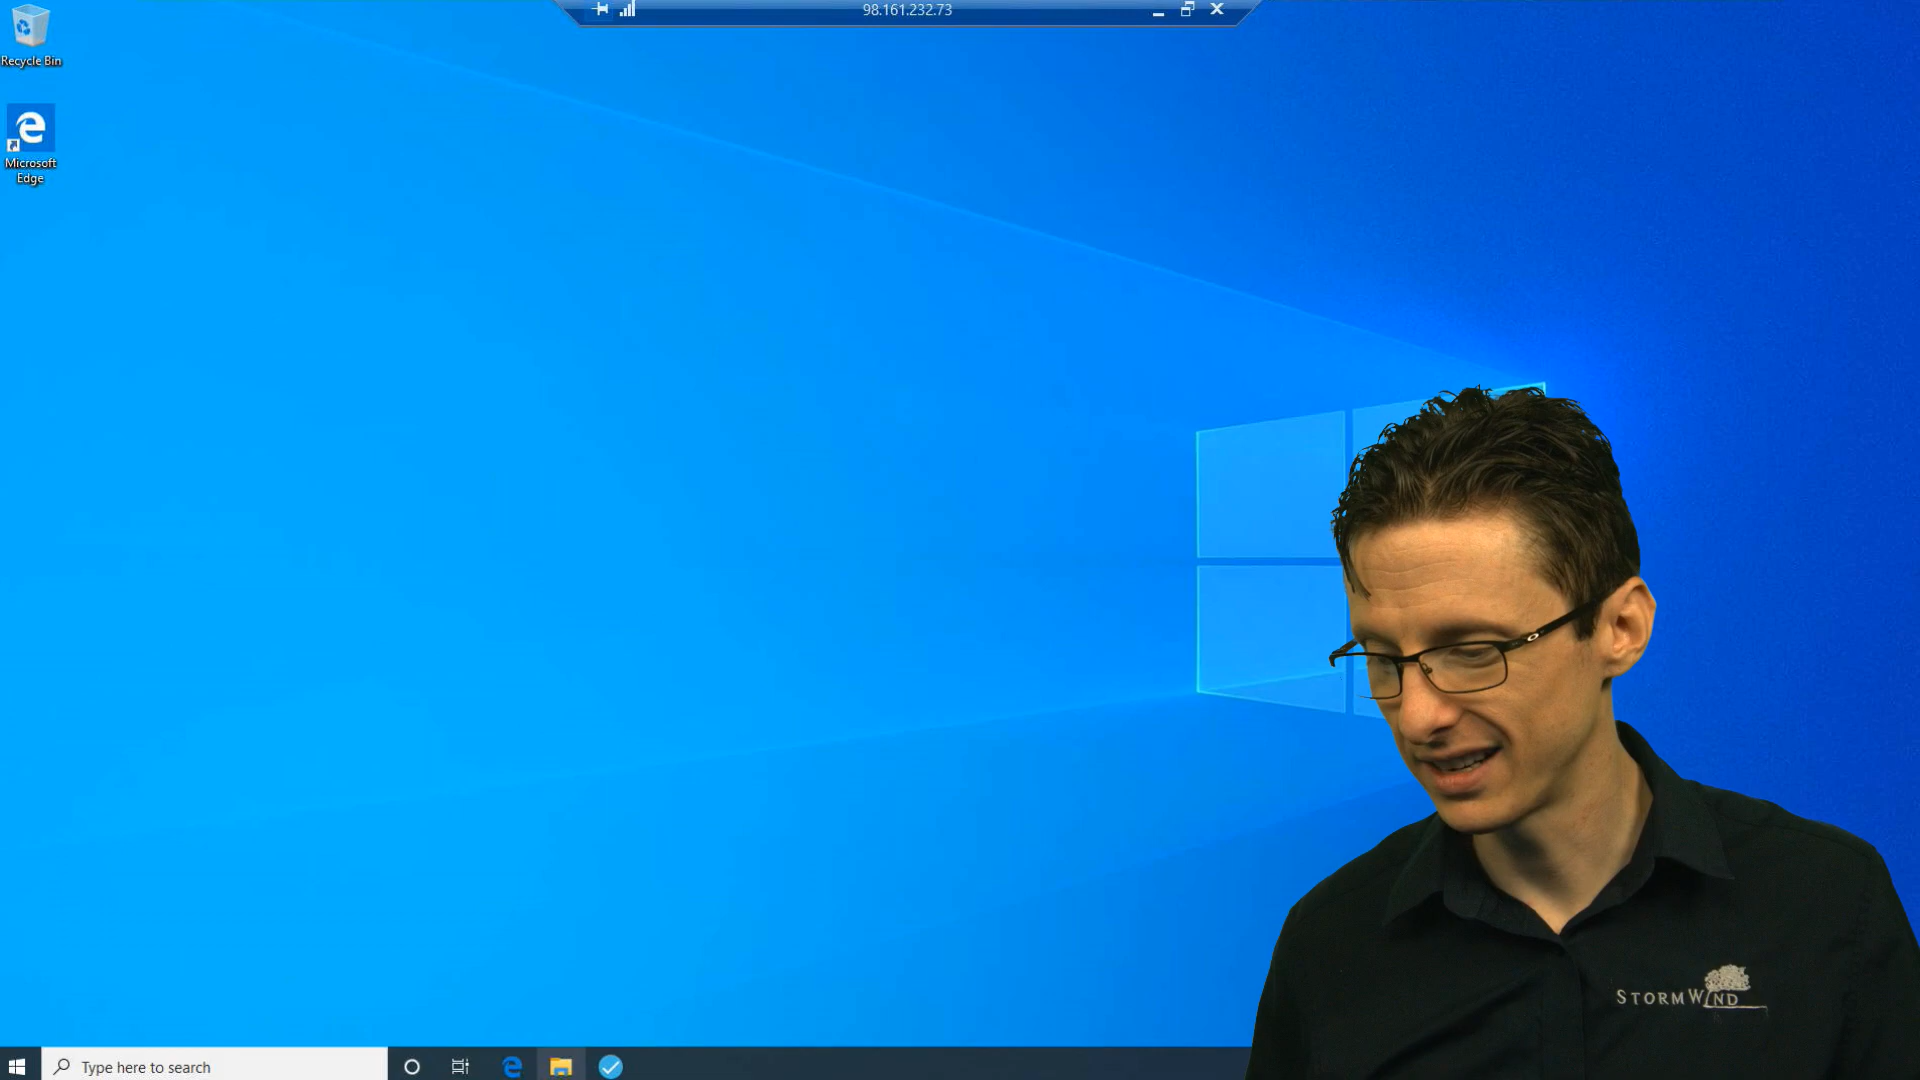 98.161.232.73
Recycle Bin
Microsoft
Edge
STORMWIND
Type here to search